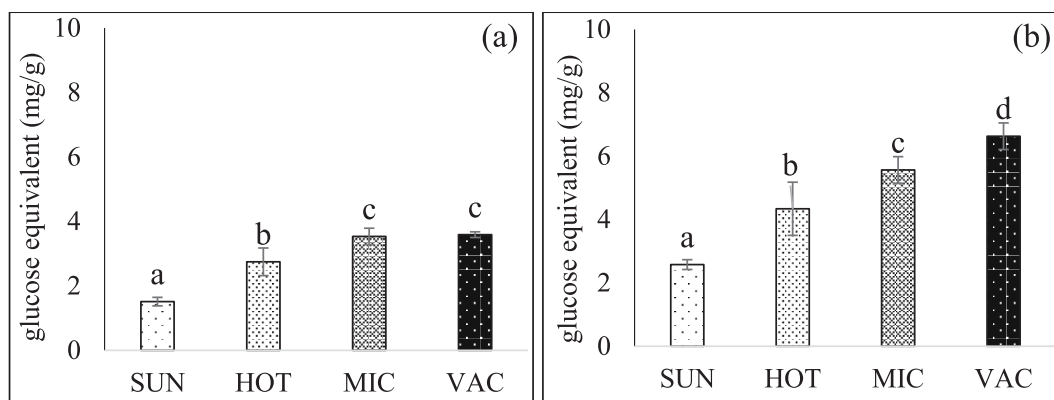 (a)
glucose equivalent (mg/g)
10
8
6
4
2
0
a
b
c
c
SUN HOT MIC VAC
(b)
glucose equivalent (mg/g)
10
8
6
4
2
0
a
b
c
d
SUN HOT MIC VAC